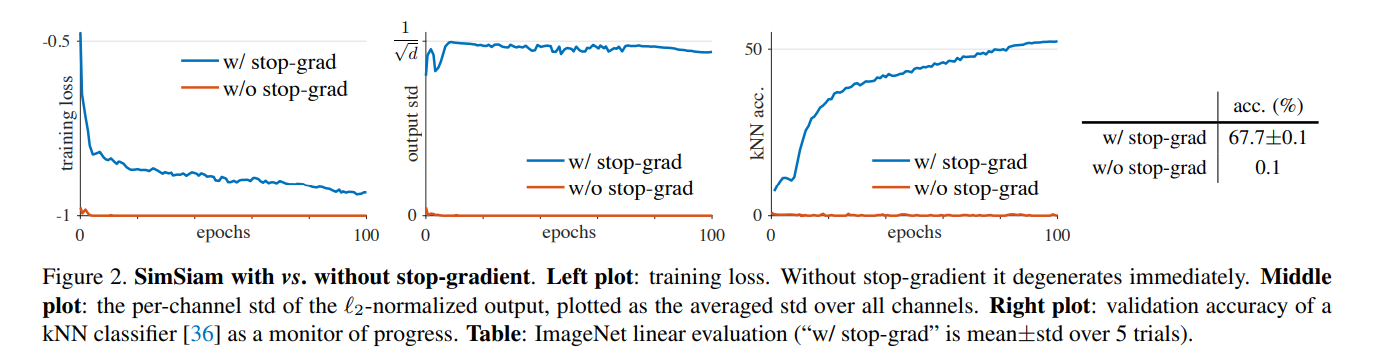 -0.5
training loss
-1
w/ stop-grad
w/o stop-grad
0
epochs
100
1
√d
output std
0
w/ stop-grad
w/o stop-grad
0
epochs
100
50
kNN acc.
0
w/ stop-grad
w/o stop-grad
0
epochs
100
acc. (%)
w/ stop-grad 67.7±0.1
w/o stop-grad 0.1
Figure 2. SimSiam with vs. without stop-gradient. Left plot: training loss. Without stop-gradient it degenerates immediately. Middle
plot: the per-channel std of the ℓ2-normalized output, plotted as the averaged std over all channels. Right plot: validation accuracy of a
kNN classifier [36] as a monitor of progress. Table: ImageNet linear evaluation (“w/ stop-grad” is mean±std over 5 trials).